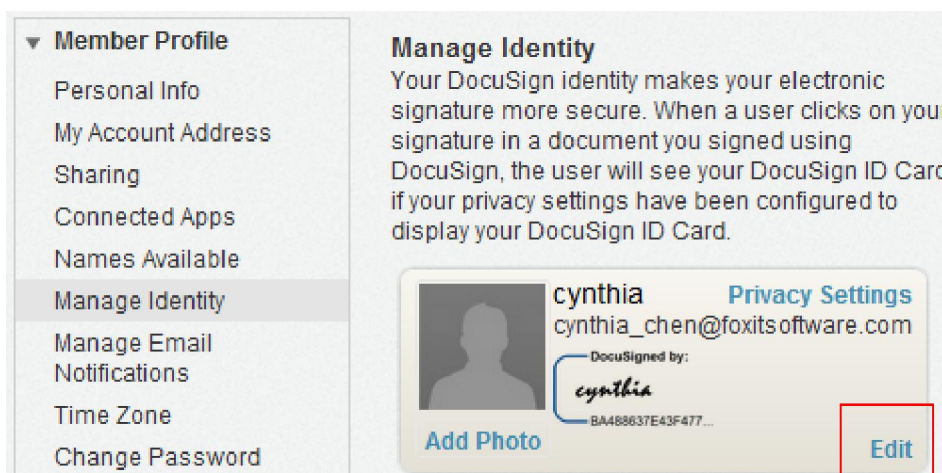 Member Profile
Personal Info
My Account Address
Sharing
Connected Apps
Names Available
Manage Identity
Manage Email
Notifications
Time Zone
Change Password
Manage Identity
Your DocuSign identity makes your electronic
signature more secure. When a user clicks on your
signature in a document you signed using
DocuSign, the user will see your DocuSign ID Card
if your privacy settings have been configured to
display your DocuSign ID Card.
cynthia
Privacy Settings
cynthia_chen@foxitsoftware.com
DocuSigned by:
cynthia
BA488637E43F477...
Add Photo
Edit